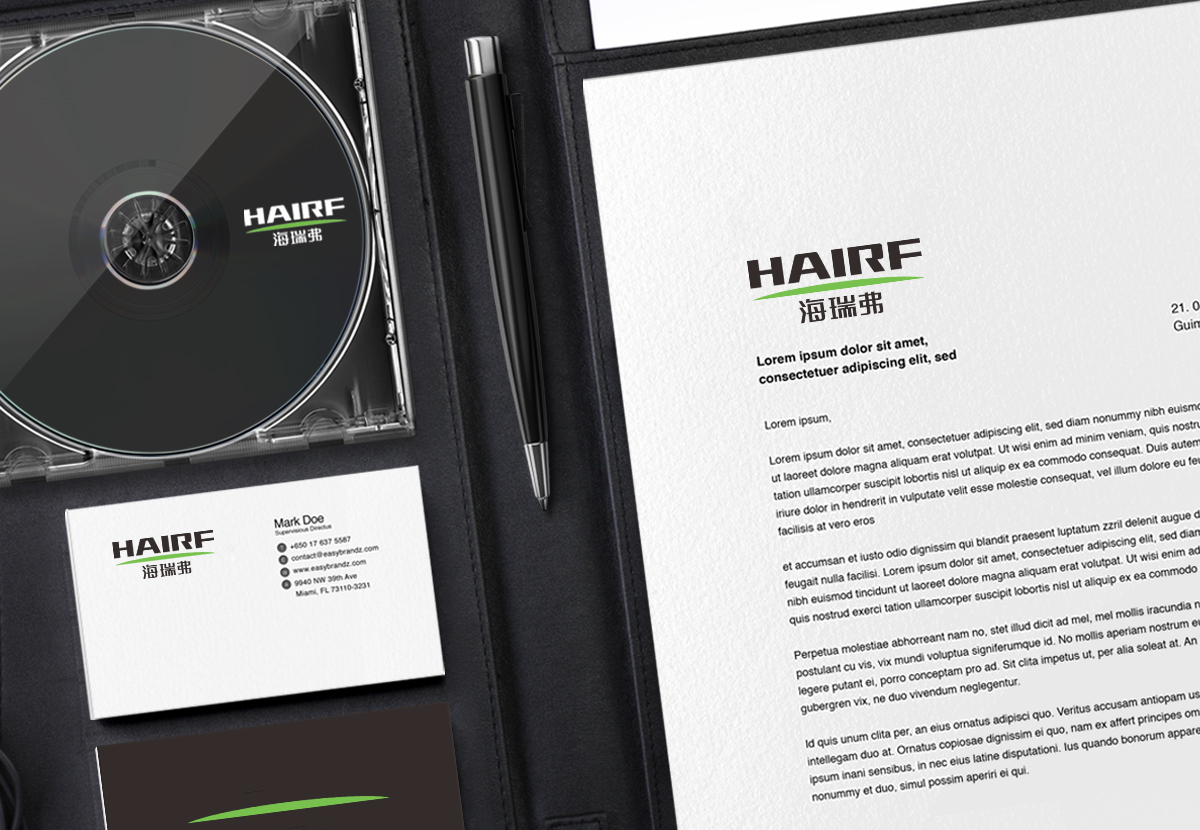 HAIRF
海瑞弗
HAIRF
海瑞弗
Mark Doe
Supervisious Directus
+650 17 637 5587
contact@easybrandz.com
www.easybrandz.com
9940 NW 39th Ave
Miami, FL 73110-3231
HAIRF
海瑞弗
21. 0
Guim
Lorem ipsum dolor sit amet,
consectetuer adipiscing elit, sed
Lorem ipsum,
Lorem ipsum dolor sit amet, consectetuer adipiscing elit, sed diam nonummy nibh euismo
ut laoreet dolore magna aliquam erat volutpat. Ut wisi enim ad minim veniam, quis nostru
tation ullamcorper suscipit lobortis nisl ut aliquip ex ea commodo consequat. Duis autem
iriure dolor in hendrerit in vulputate velit esse molestie consequat, vel illum dolore eu feu
facilisis at vero eros
et accumsan et iusto odio dignissim qui blandit praesent luptatum zzril delenit augue d
feugait nulla facilisi. Lorem ipsum dolor sit amet, consectetuer adipiscing elit, sed diam
nibh euismod tincidunt ut laoreet dolore magna aliquam erat volutpat. Ut wisi enim ad
quis nostrud exerci tation ullamcorper suscipit lobortis nisl ut aliquip ex ea commodo
Perpetua molestiae abhorreant nam no, stet illud dicit ad mel, mel mollis iracundia n
postulant cu vis, vix mundi voluptua signiferumque id. No mollis aperiam nostrum eu
legere putant ei, porro conceptam pro ad. Sit clita impetus ut, per alia soleat at. An
gubergren vix, ne duo vivendum neglegentur.
Id quis unum clita per, an eius ornatus adipisci quo. Veritus accusam antiopam us
intellegam duo at. Ornatus copiosae dignissim ei quo, nam ex affert principes om
ipsum inani sensibus, in nec eius latine disputationi. Ius quando bonorum appare
nonummy et duo, simul possim aperiri ei qui.